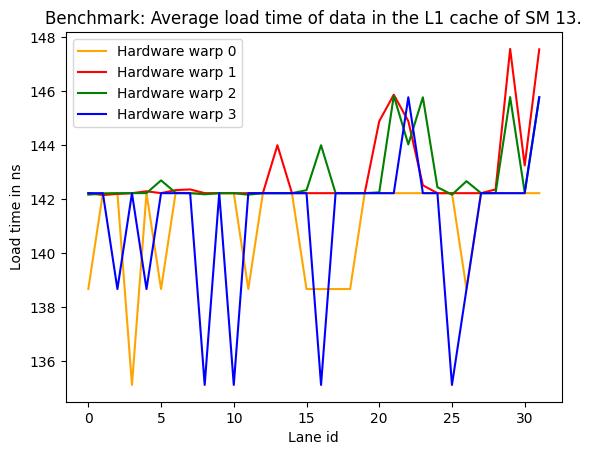 Benchmark: Average load time of data in the L1 cache of SM 13.
148
146
144
142
140
138
136
Load time in ns
Hardware warp 0
Hardware warp 1
Hardware warp 2
Hardware warp 3
0 5 10 15 20 25 30
Lane id